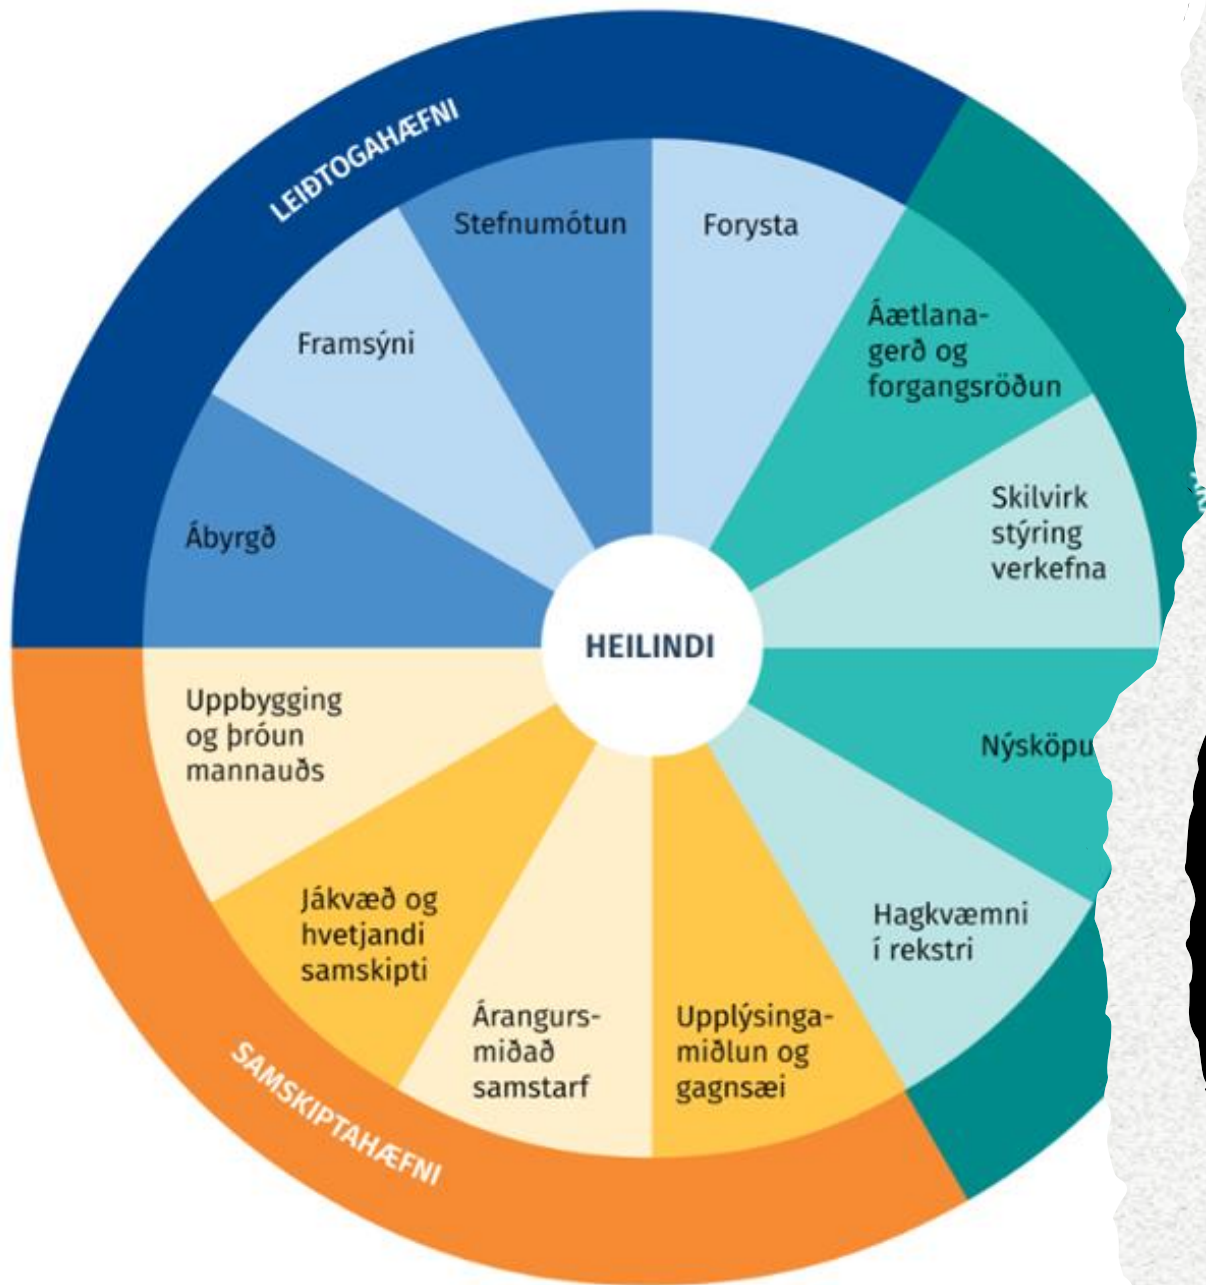 LEIÐTOGAHÆFNI
Stefnumótun
Forysta
Framsýni
Áætlana-
gerð og
forgangsröðun
Ábyrgð
Skilvirk
stýring
verkefna
HEILINDI
Uppbygging
og þróun
mannauðs
Nýsköpu
Jákvæð og
hvetjandi
samskipti
Hagkvæmni
í rekstri
Árangurs-
miðað
samstarf
Upplýsinga-
miðlun og
gagnsæi
SAMSKIPTAHÆFNI